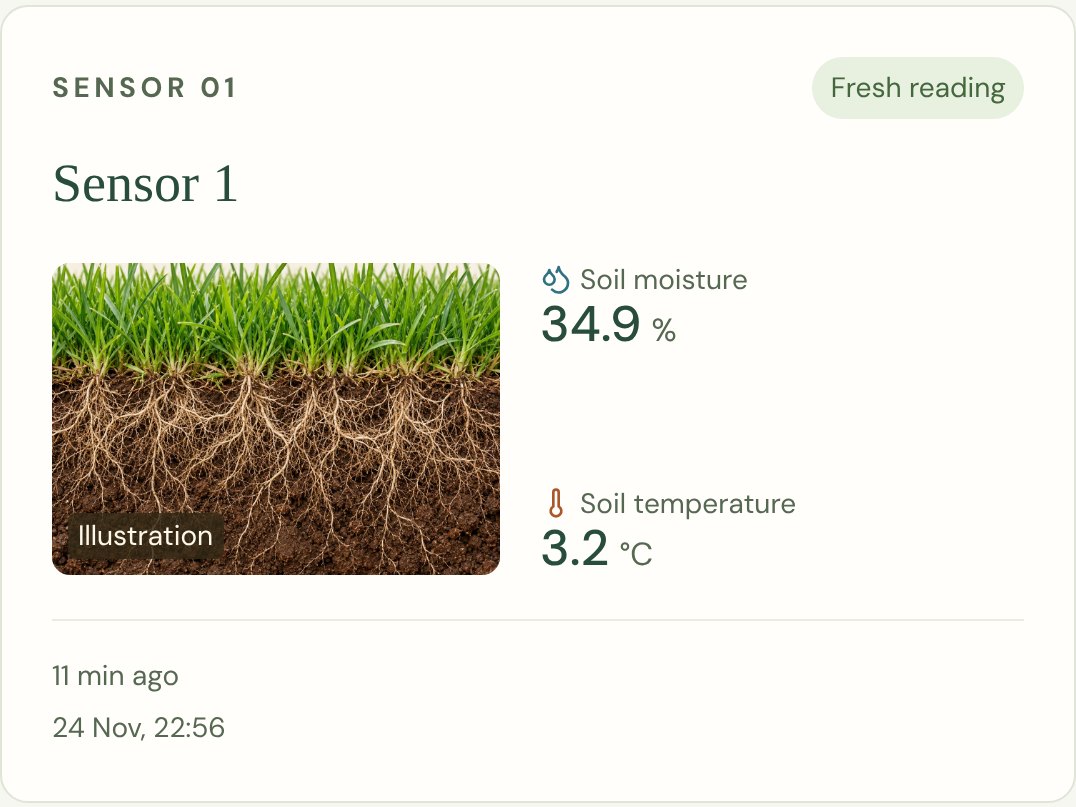 SENSOR 01
Fresh reading
Sensor 1
Illustration
Soil moisture
34.9 %
Soil temperature
3.2 °C
11 min ago
24 Nov, 22:56